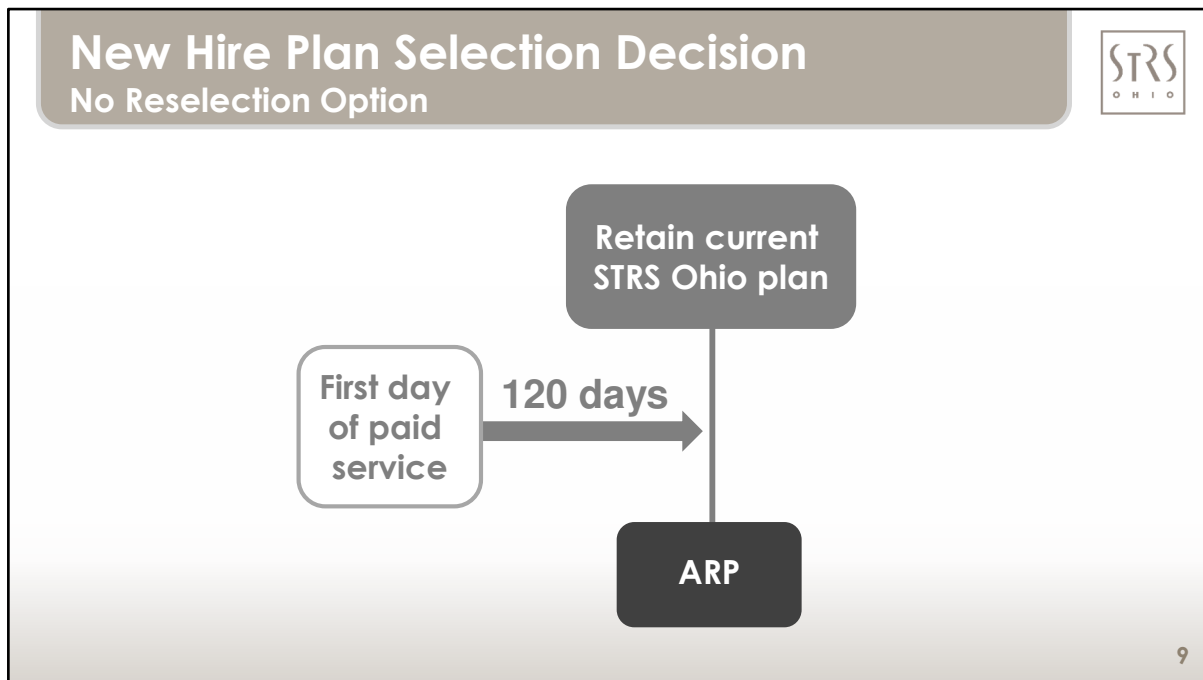 New Hire Plan Selection Decision
No Reselection Option
STRS
OHIO
Retain current
STRS Ohio plan
First day
of paid
service
120 days
ARP
9